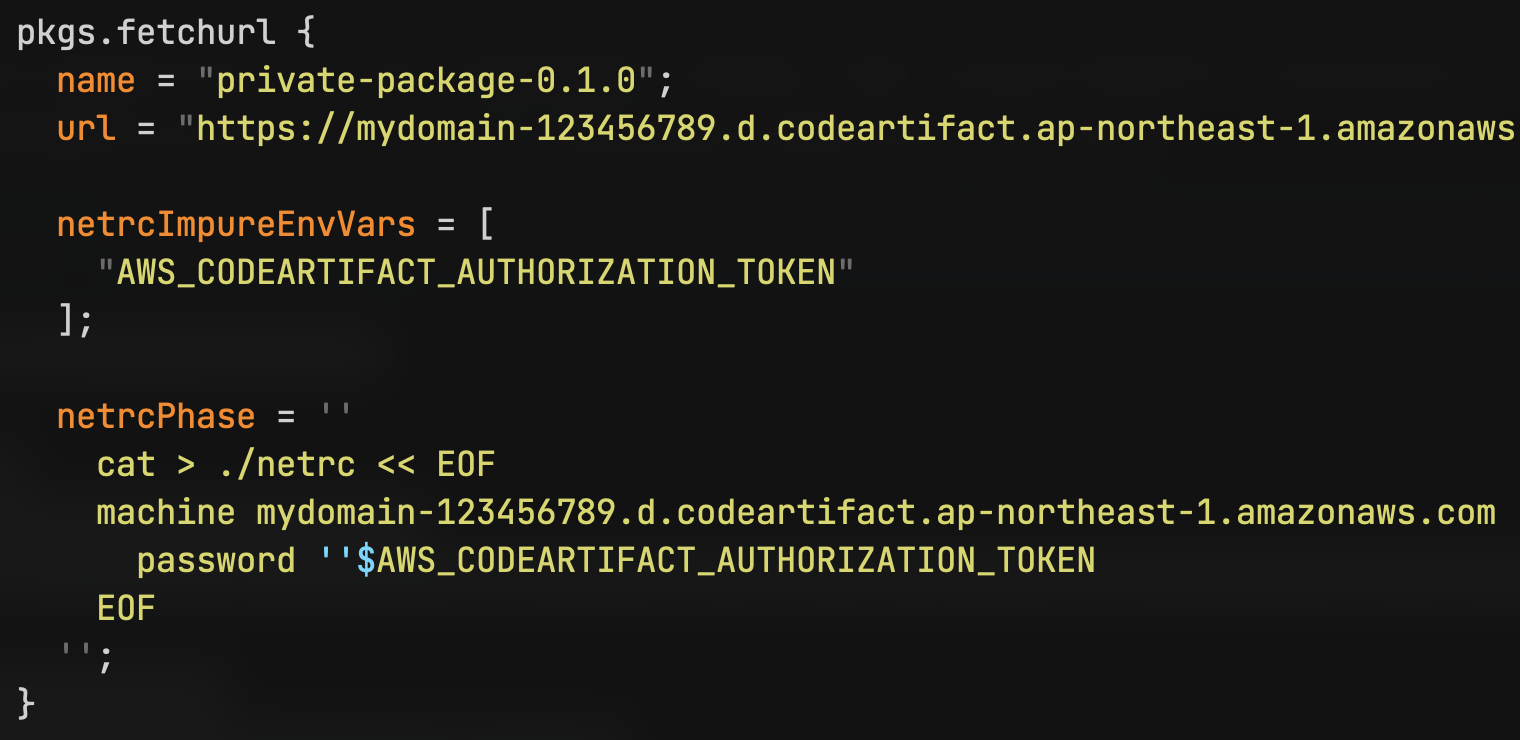 pkgs.fetchurl {
  name = "private-package-0.1.0";
  url = "https://mydomain-123456789.d.codeartifact.ap-northeast-1.amazonaws
  netrcImpureEnvVars = [
    "AWS_CODEARTIFACT_AUTHORIZATION_TOKEN"
  ];
  netrcPhase = ''
    cat > ./netrc << EOF
    machine mydomain-123456789.d.codeartifact.ap-northeast-1.amazonaws.com
      password ''$AWS_CODEARTIFACT_AUTHORIZATION_TOKEN
    EOF
  '';
}